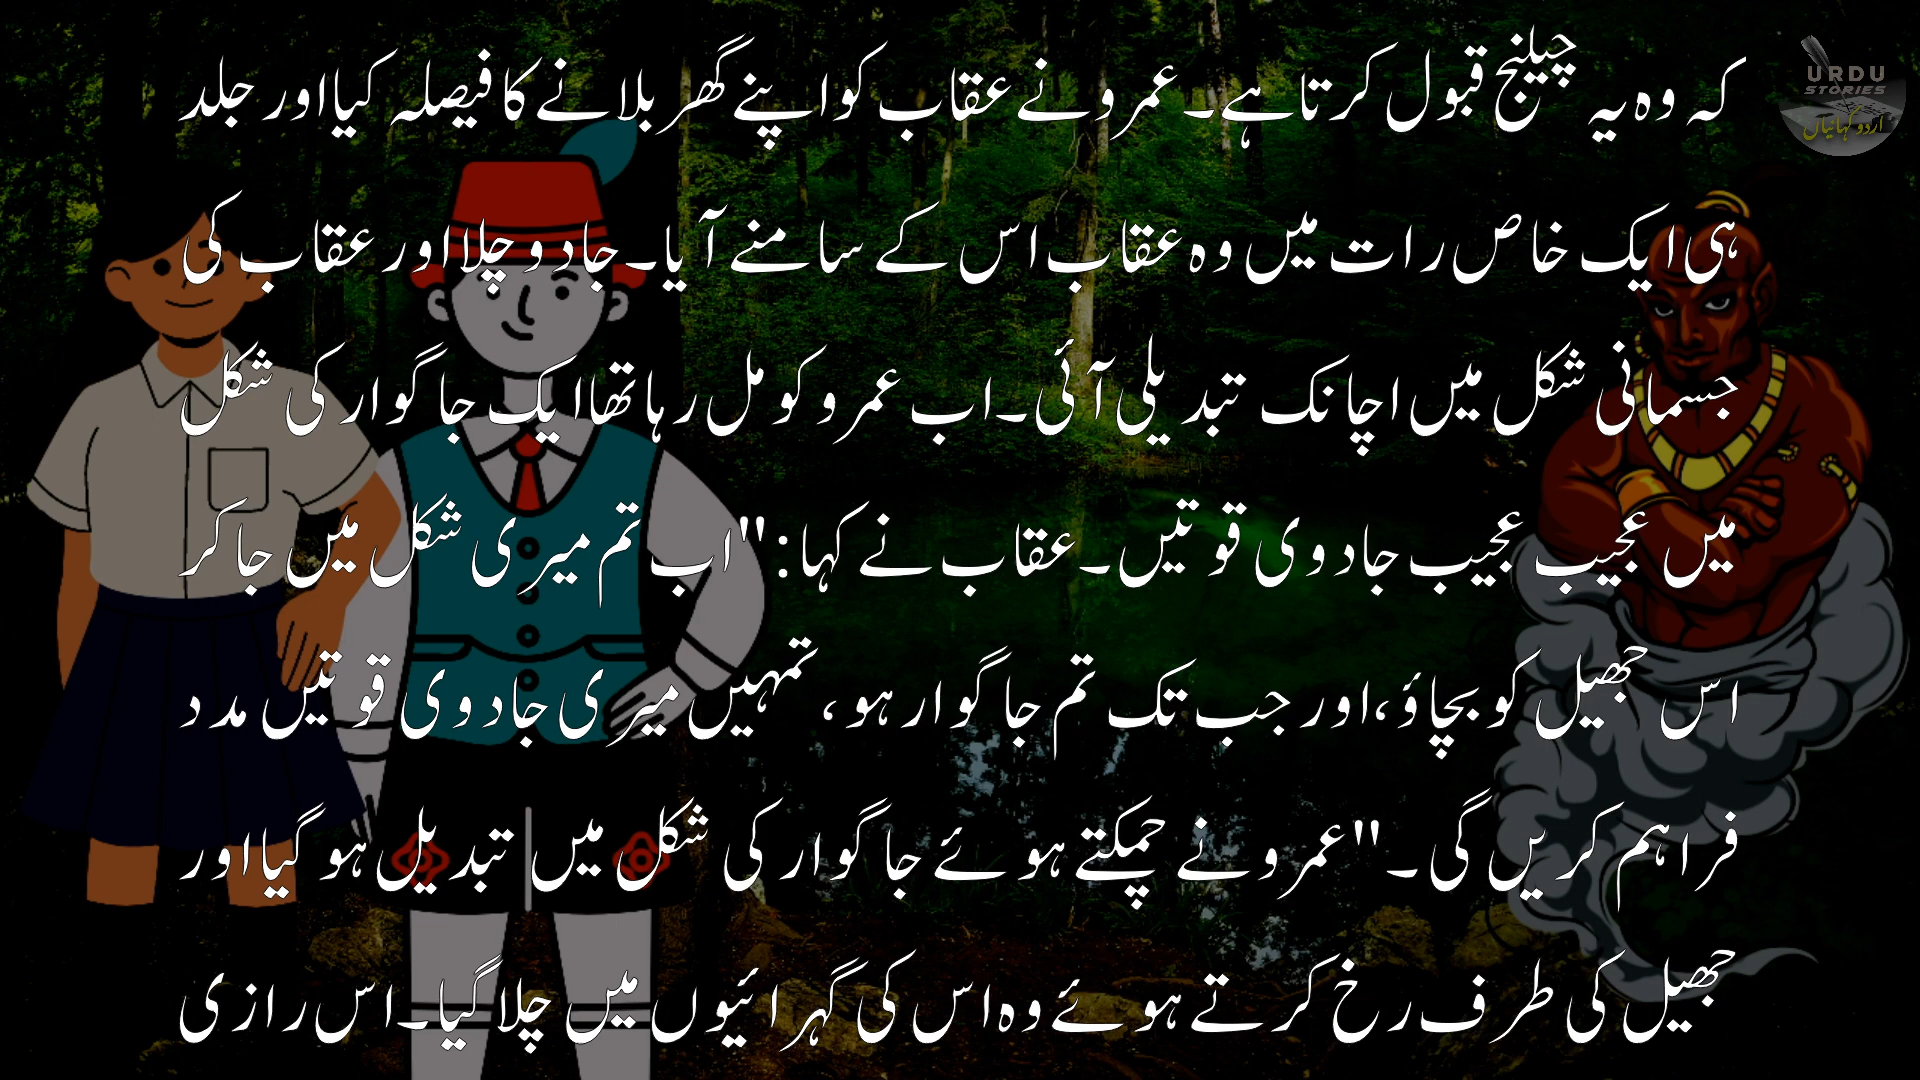 URDU
STORIES
اردو کہانیاں
کہ وہ یہ چیلنج قبول کرتا ہے۔ عمرو نے عقاب کو اپنے گھر بلانے کا فیصلہ کیا اور جلد
ہی ایک خاص رات میں وہ عقاب اس کے سامنے آیا۔ جادو چلا اور عقاب کی
جسمانی شکل میں اچانک تبدیلی آئی۔ اب عمرو کو مل رہا تھا ایک جاگوار کی شکل
میں عجیب عجیب جادوی قوتیں۔ عقاب نے کہا: "اب تم میری شکل میں جا کر
اس جھیل کو بچاؤ، اور جب تک تم جاگوار ہو، تمہیں میری جادوی قوتیں مدد
فراہم کریں گی۔" عمرو نے چمکتے ہوئے جاگوار کی شکل میں تبدیل ہو گیا اور
جھیل کی طرف رخ کرتے ہوئے وہ اس کی گہرائیوں میں چلا گیا۔ اس رازی